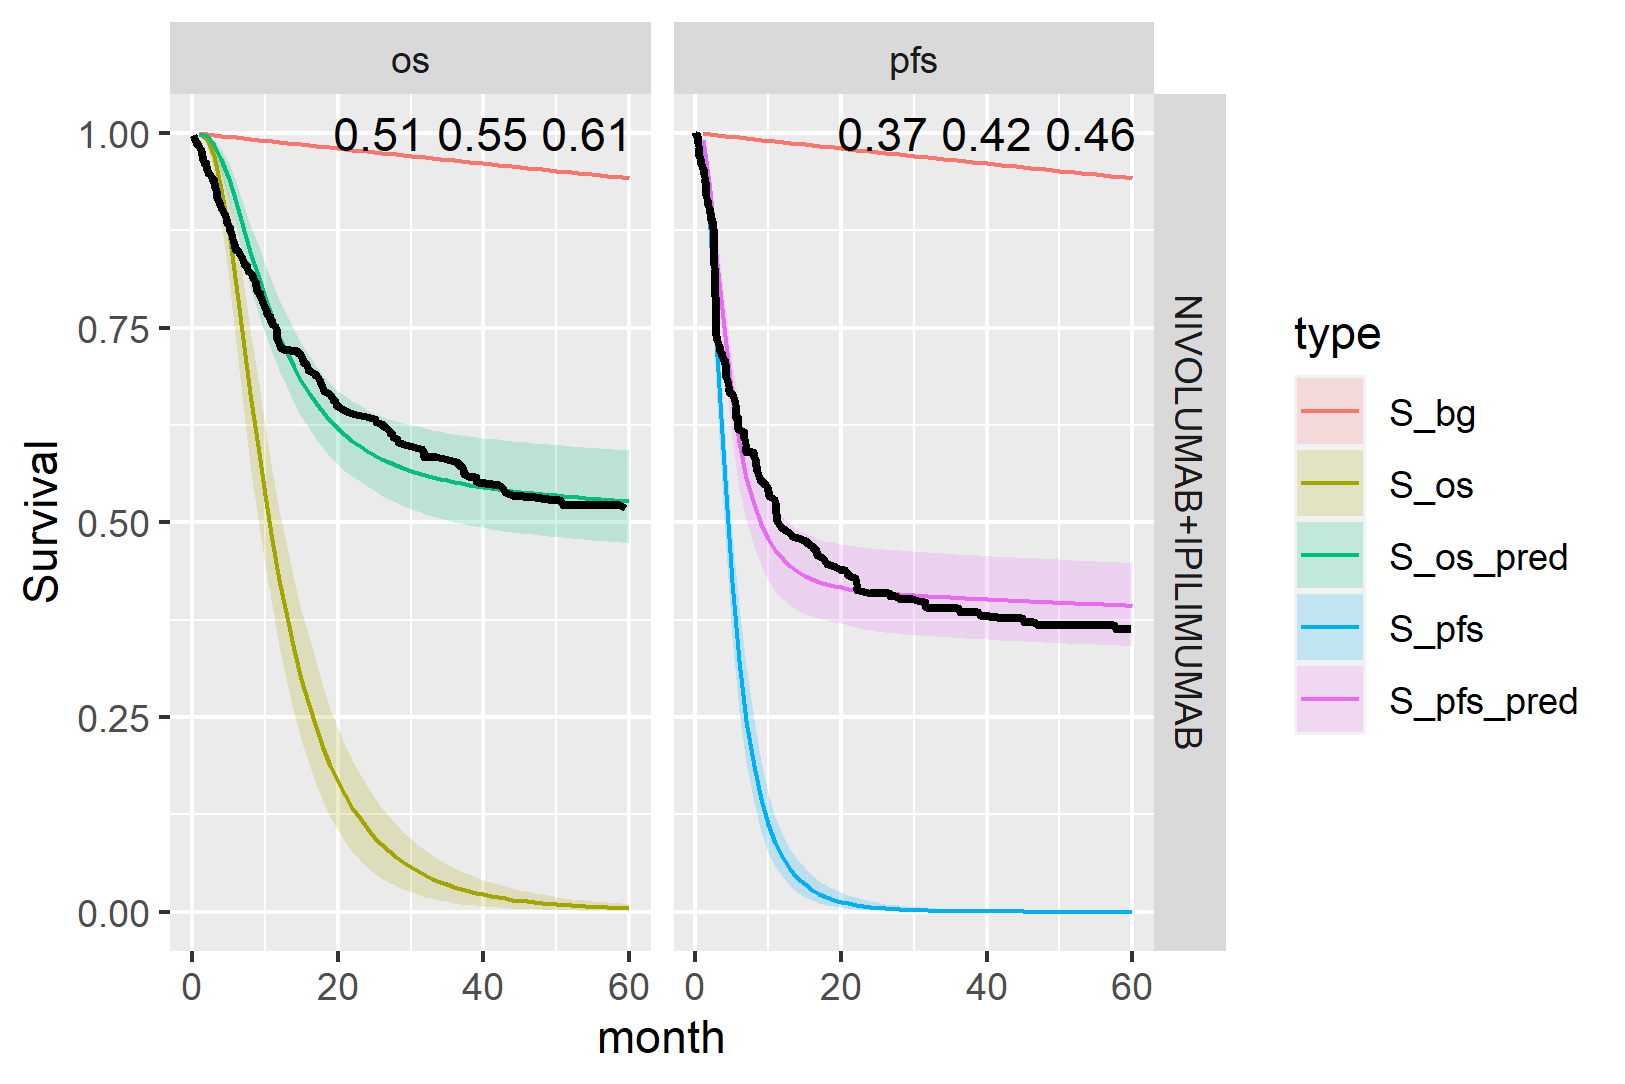 os
pfs
0.51 0.55 0.61
0.37 0.42 0.46
1.00
0.75
0.50
0.25
0.00
Survival
0 20 40 60
0 20 40 60
month
NIVOLUMAB+IPILIMUMAB
type
S_bg
S_os
S_os_pred
S_pfs
S_pfs_pred